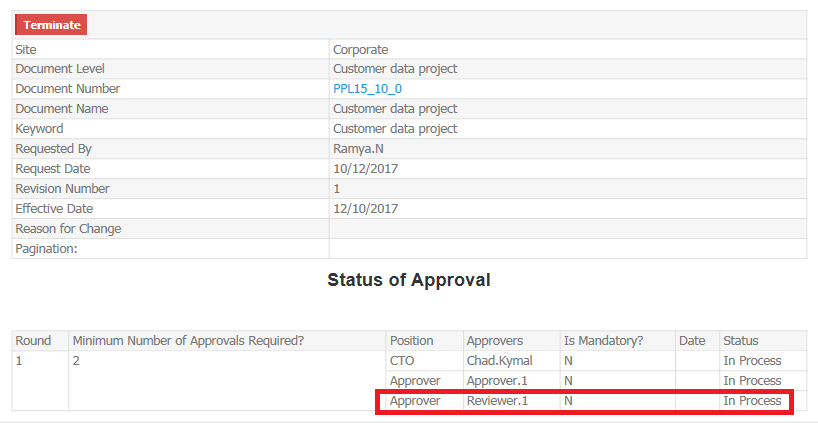 Terminate
Site Corporate
Document Level Customer data project
Document Number PPL15_10_0
Document Name Customer data project
Keyword Customer data project
Requested By Ramya.N
Request Date 10/12/2017
Revision Number 1
Effective Date 12/10/2017
Reason for Change
Pagination:
Status of Approval
Round Minimum Number of Approvals Required? Position Approvers Is Mandatory? Date Status
1 2 CTO Chad.Kymal N In Process
Approver Approver.1 N In Process
Approver Reviewer.1 N In Process